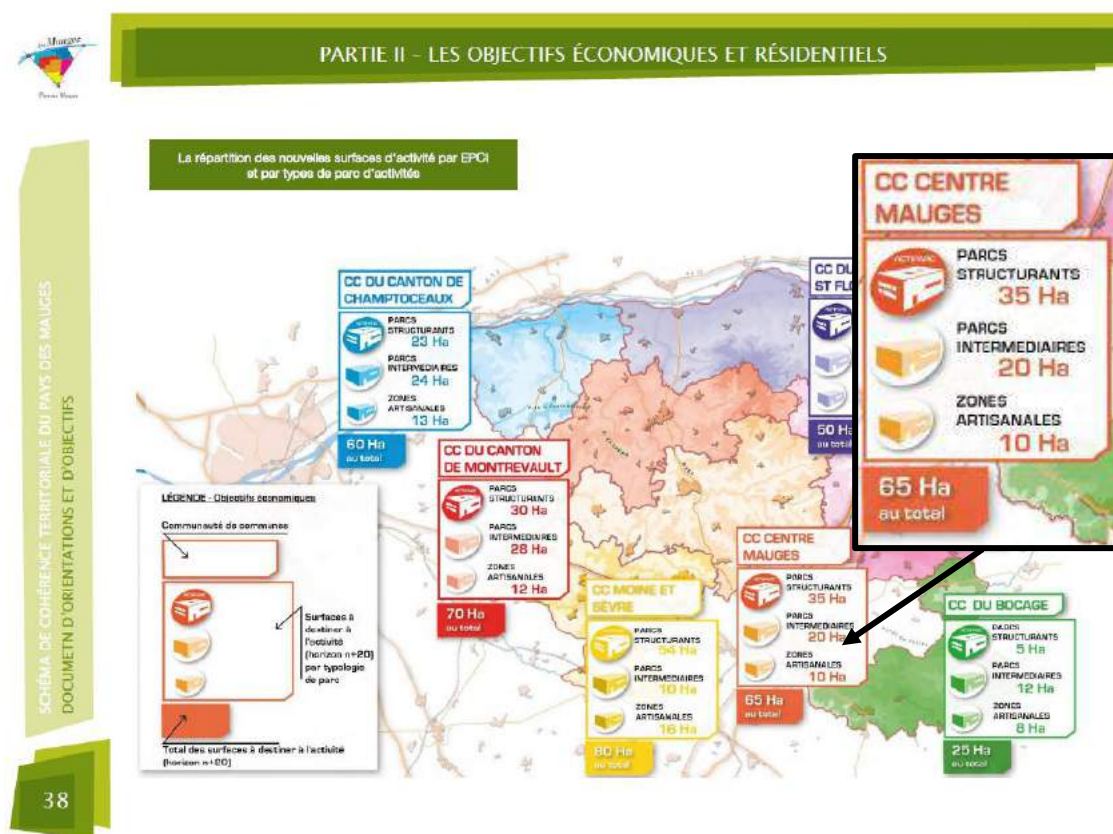 Les Mauges
PARTIE II – LES OBJECTIFS ÉCONOMIQUES ET RÉSIDENTIELS
SCHÉMA DE COHÉRENCE TERRITORIALE DU PAYS DES MAUGES
DOCUMETN D'ORIENTATIONS ET D'OBJECTIFS
La répartition des nouvelles surfaces d'activité par EPCI
et par types de parc d'activités
CC DU CANTON DE
CHAMPTOCEAUX
PARCS
STRUCTURANTS
23 Ha
PARCS
INTERMEDIAIRES
24 Ha
ZONES
ARTISANALES
13 Ha
60 Ha
au total
CC DU
ST FLO
50 Ha
au total
CC CENTRE
MAUGES
ACTIPARC
PARCS
STRUCTURANTS
35 Ha
PARCS
INTERMEDIAIRES
20 Ha
ZONES
ARTISANALES
10 Ha
65 Ha
au total
CC DU CANTON
DE MONTREVAULT
PARCS
STRUCTURANTS
30 Ha
PARCS
INTERMEDIAIRES
28 Ha
ZONES
ARTISANALES
12 Ha
70 Ha
au total
LÉGENDE - Objectifs économiques
Communauté de communes
Surfaces à
destiner à
l'activité
(horizon n+20)
par typologie
de parc
Total des surfaces à destiner à l'activité
(horizon n+20)
CC MOINE ET
SÈVRE
PARCS
STRUCTURANTS
54 Ha
PARCS
INTERMEDIAIRES
10 Ha
ZONES
ARTISANALES
16 Ha
80 Ha
au total
CC CENTRE
MAUGES
PARCS
STRUCTURANTS
35 Ha
PARCS
INTERMEDIAIRES
20 Ha
ZONES
ARTISANALES
10 Ha
65 Ha
au total
CC DU BOCAGE
PARCS
STRUCTURANTS
5 Ha
PARCS
INTERMEDIAIRES
12 Ha
ZONES
ARTISANALES
8 Ha
25 Ha
au total
38